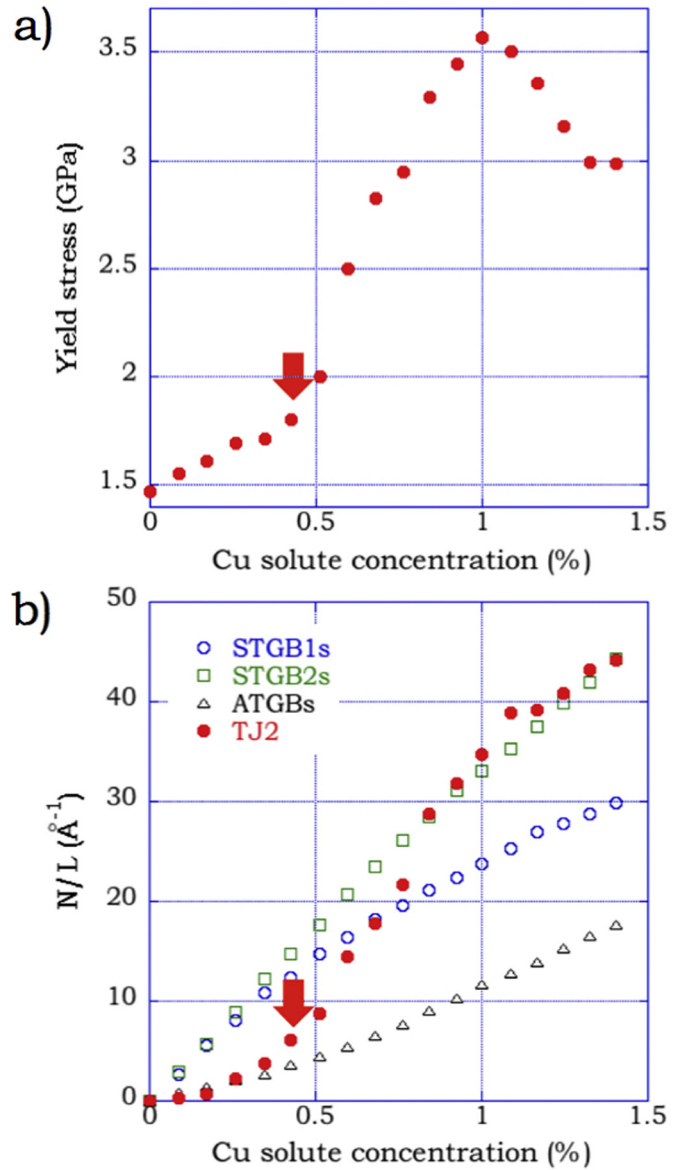 a)
3.5
3
2.5
2
1.5
Yield stress (GPa)
0 0.5 1 1.5
Cu solute concentration (%)
b)
50
40
30
20
10
0
N/L (Å⁻¹)
STGB1s
STGB2s
ATGBs
TJ2
0 0.5 1 1.5
Cu solute concentration (%)